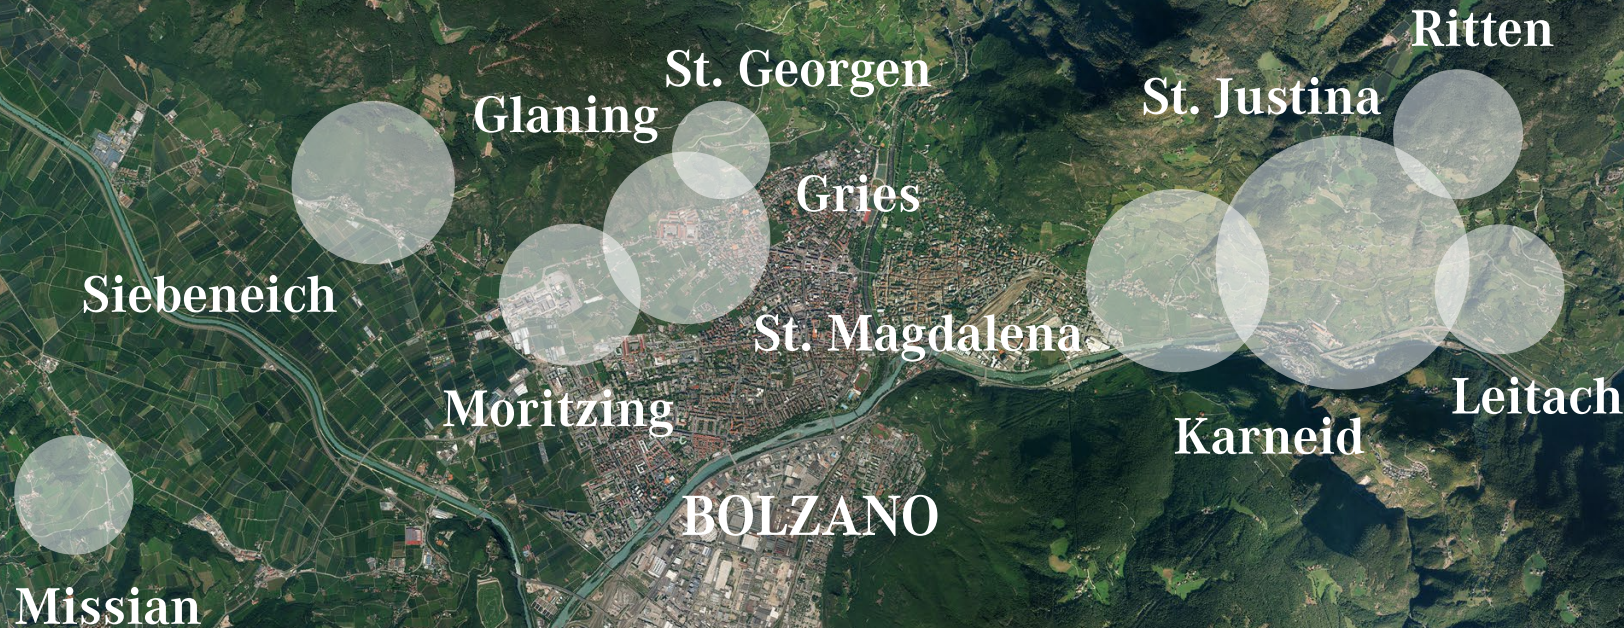 Ritten
St. Georgen
St. Justina
Glaning
Gries
Siebeneich
St. Magdalena
Leitach
Moritzing
Karneid
BOLZANO
Missian